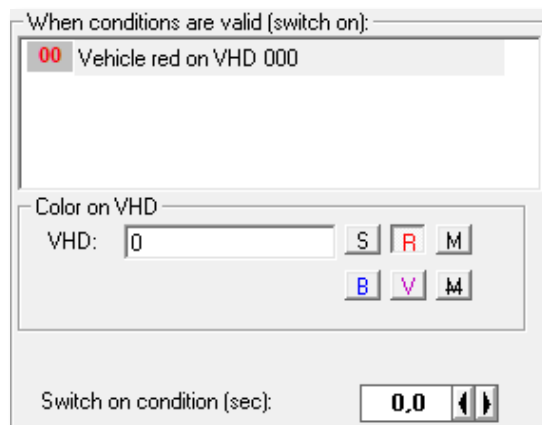 When conditions are valid (switch on):
00 Vehicle red on VHD 000
Color on VHD
VHD: 0 S R M
B V M
Switch on condition (sec): 0,0